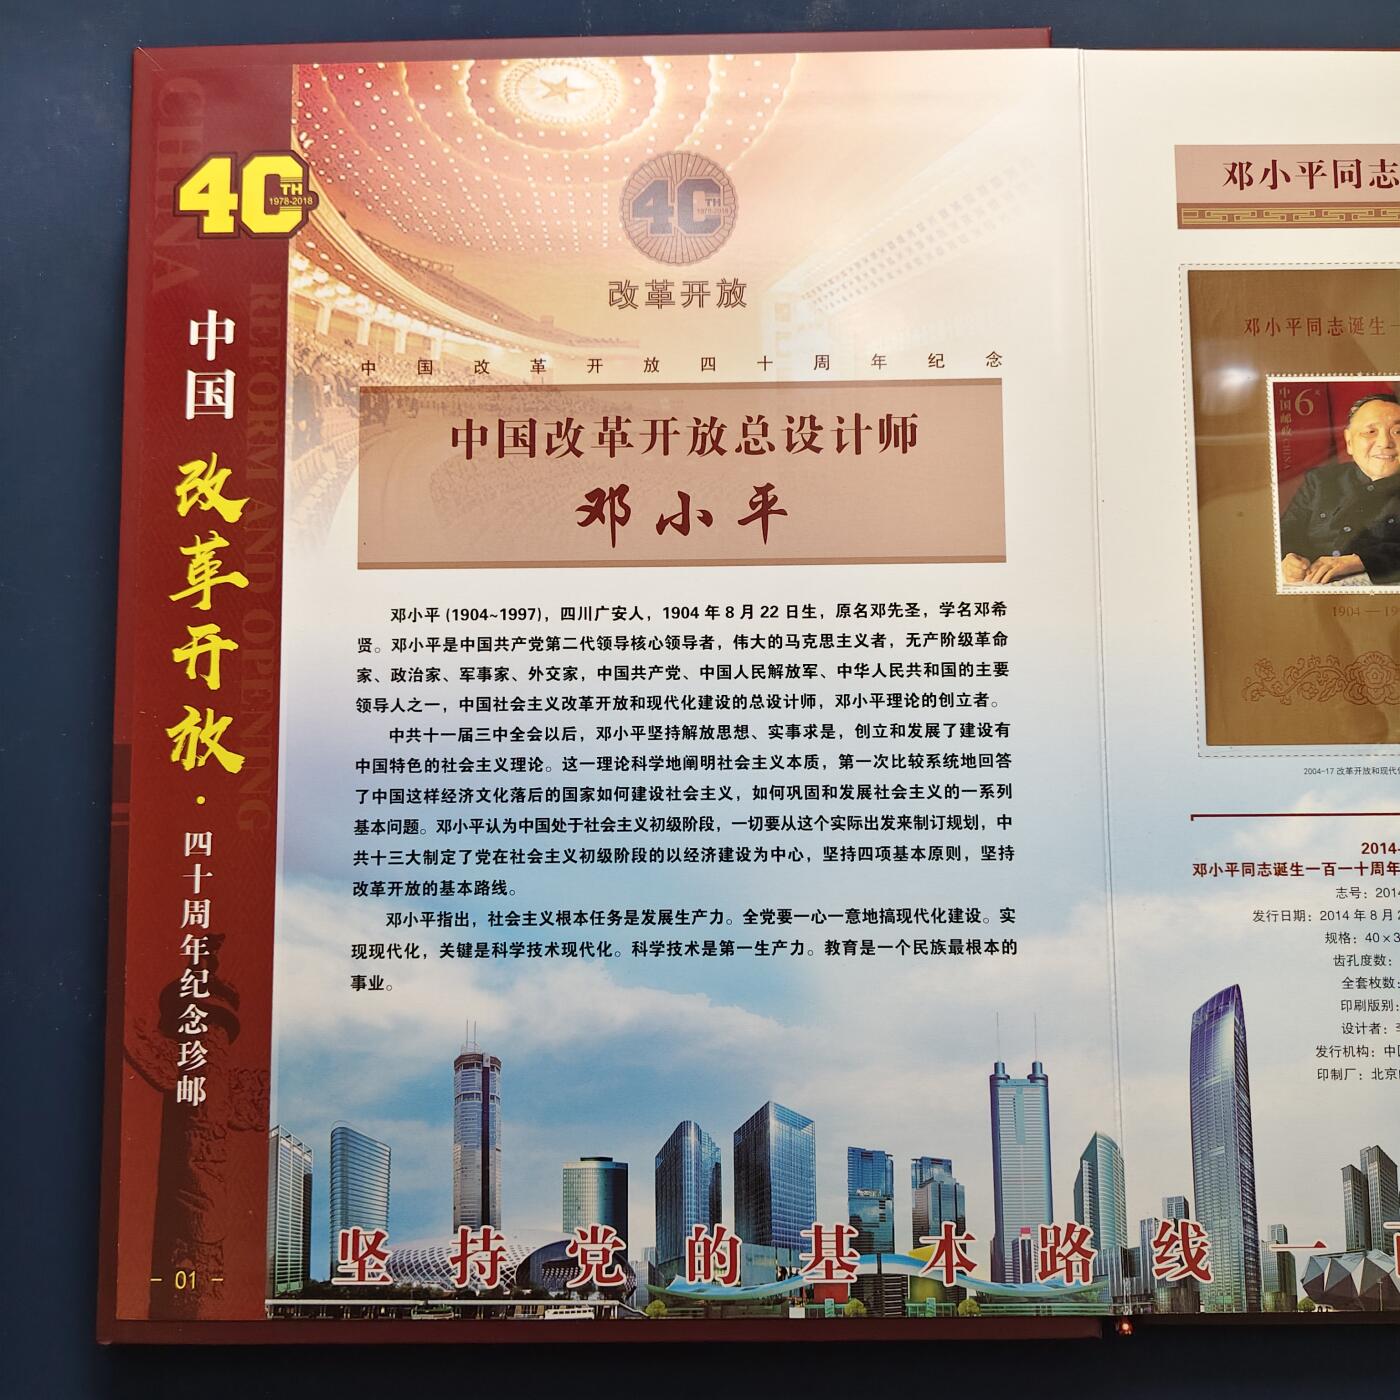 CHINA
REFORM AND OPENING
40TH
1978-2018
中国
改革开放
·
四十周年纪念珍邮
- 01 -
40TH
1978-2018
改革开放
中国改革开放四十周年纪念
中国改革开放总设计师
邓小平
邓小平 (1904~1997)，四川广安人，1904 年 8 月 22 日生，原名邓先圣，学名邓希
贤。邓小平是中国共产党第二代领导核心领导者，伟大的马克思主义者，无产阶级革命
家、政治家、军事家、外交家，中国共产党、中国人民解放军、中华人民共和国的主要
领导人之一，中国社会主义改革开放和现代化建设的总设计师，邓小平理论的创立者。
中共十一届三中全会以后，邓小平坚持解放思想、实事求是，创立和发展了建设有
中国特色的社会主义理论。这一理论科学地阐明社会主义本质，第一次比较系统地回答
了中国这样经济文化落后的国家如何建设社会主义，如何巩固和发展社会主义的一系列
基本问题。邓小平认为中国处于社会主义初级阶段，一切要从这个实际出发来制订规划，中
共十三大制定了党在社会主义初级阶段的以经济建设为中心，坚持四项基本原则，坚持
改革开放的基本路线。
邓小平指出，社会主义根本任务是发展生产力。全党要一心一意地搞现代化建设。实
现现代化，关键是科学技术现代化。科学技术是第一生产力。教育是一个民族最根本的
事业。
坚持党的基本路线一
邓小平同志
邓小平同志诞生一
6
中国邮政 CHINA
1904—19
2004-17 改革开放和现代
2014-
邓小平同志诞生一百一十周年
志号：2014
发行日期：2014 年 8 月 2
规格：40×3
齿孔度数：
全套枚数：
印刷版别：
设计者：
发行机构：中
印制厂：北京